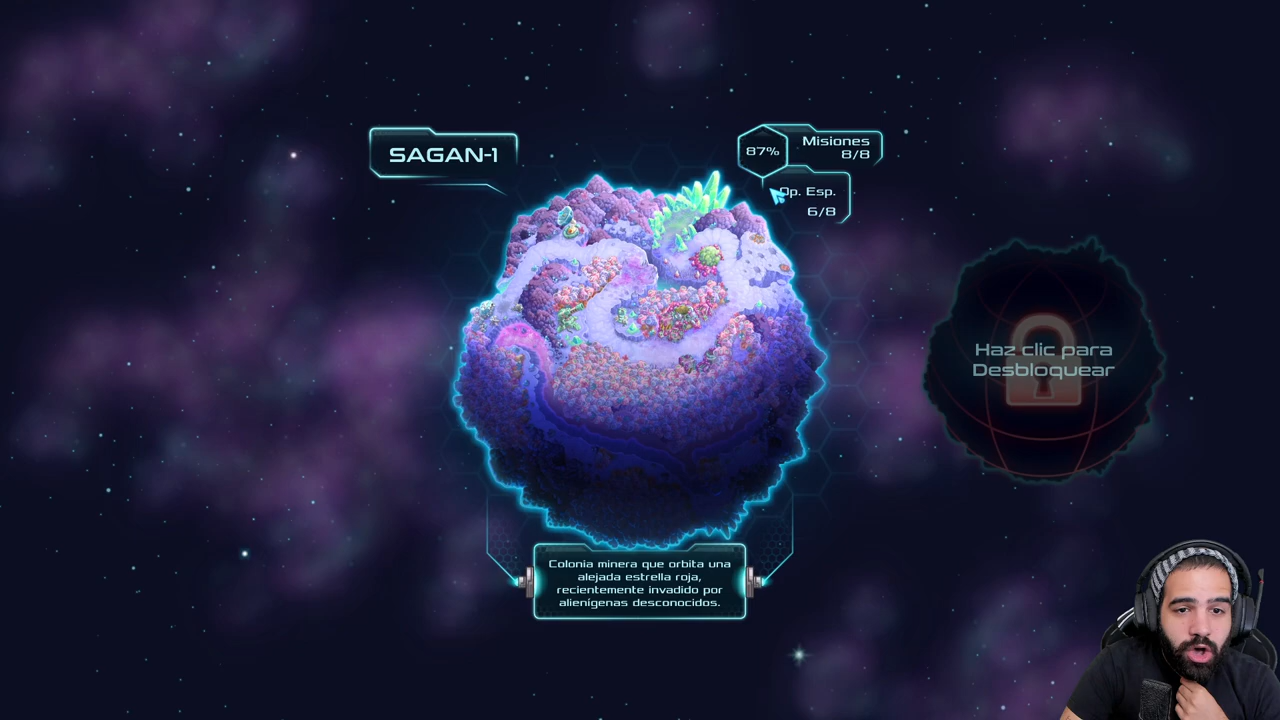 SAGAN-1
87%
Misiones
8/8
Op. Esp.
6/8
Haz clic para
Desbloquear
Colonia minera que orbita una
alejada estrella roja,
recientemente invadido por
alienígenas desconocidos.